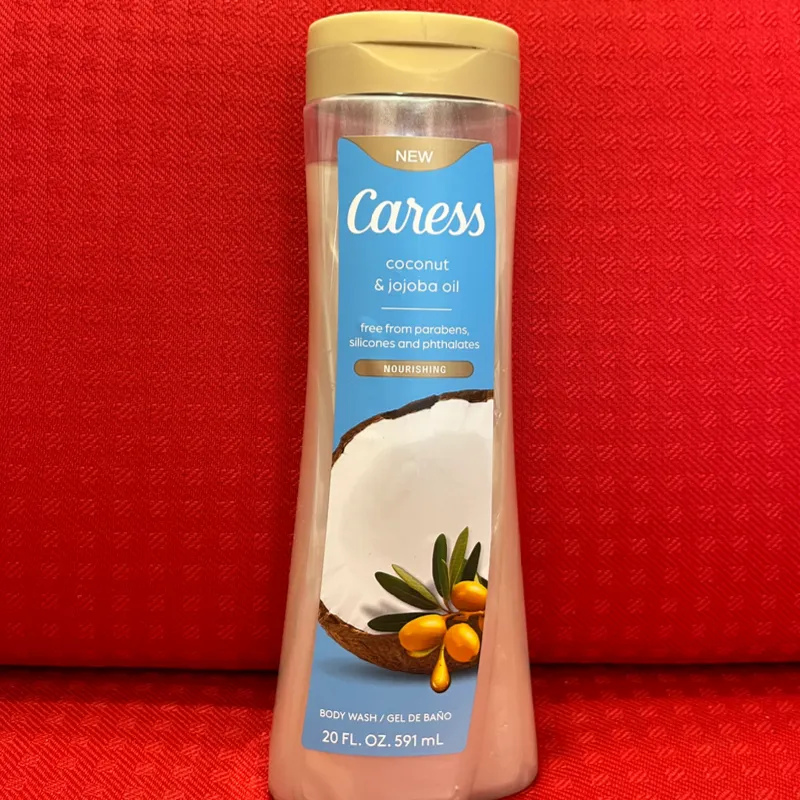 NEW
Caress
coconut
& jojoba oil
free from parabens,
silicones and phthalates
NOURISHING
BODY WASH / GEL DE BAÑO
20 FL. OZ. 591 mL